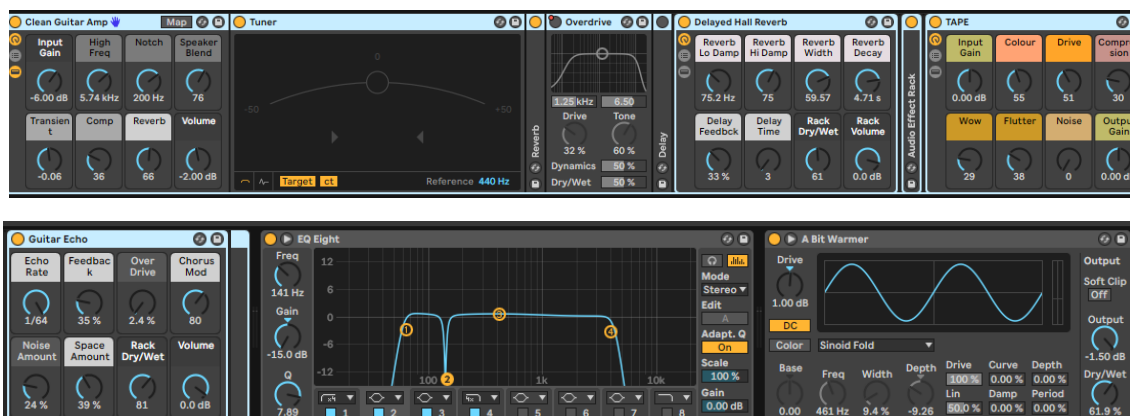 Clean Guitar Amp
Map
Input Gain
High Freq
Notch
Speaker Blend
-6.00 dB
5.74 kHz
200 Hz
76
Transient
Comp
Reverb
Volume
-0.06
36
66
-2.00 dB
Tuner
0
-50
+50
Target
ct
Reference 440 Hz
Reverb
Overdrive
1.25 kHz
6.50
Drive
Tone
32 %
60 %
Dynamics 50 %
Dry/Wet 50 %
Delay
Delayed Hall Reverb
Reverb Lo Damp
Reverb Hi Damp
Reverb Width
Reverb Decay
75.2 Hz
75
59.57
4.71 s
Delay Feedbck
Delay Time
Rack Dry/Wet
Rack Volume
33 %
3
61
0.0 dB
Audio Effect Rack
TAPE
Input Gain
Colour
Drive
Compression
0.00 dB
55
51
30
Wow
Flutter
Noise
Outpu Gain
29
38
0
0.00 d
Guitar Echo
Echo Rate
Feedback
Over Drive
Chorus Mod
1/64
35 %
2.4 %
80
Noise Amount
Space Amount
Rack Dry/Wet
Volume
24 %
39 %
81
0.0 dB
EQ Eight
Freq
141 Hz
Gain
-15.0 dB
Q
7.89
12
6
0
-6
-12
100
1k
10k
1
2
3
4
x4
1
2
3
4
5
6
7
8
Mode
Stereo
Edit
A
Adapt. Q
On
Scale
100 %
Gain
0.00 dB
A Bit Warmer
Drive
1.00 dB
DC
Color
Sinoid Fold
Base
Freq
Width
Depth
0.00
461 Hz
9.4 %
-9.26
Drive
Curve
Depth
100 %
0.00 %
0.00 %
Lin
Damp
Period
50.0 %
0.00 %
0.00 %
Output
Soft Clip
Off
Output
-1.50 dB
Dry/Wet
61.9 %